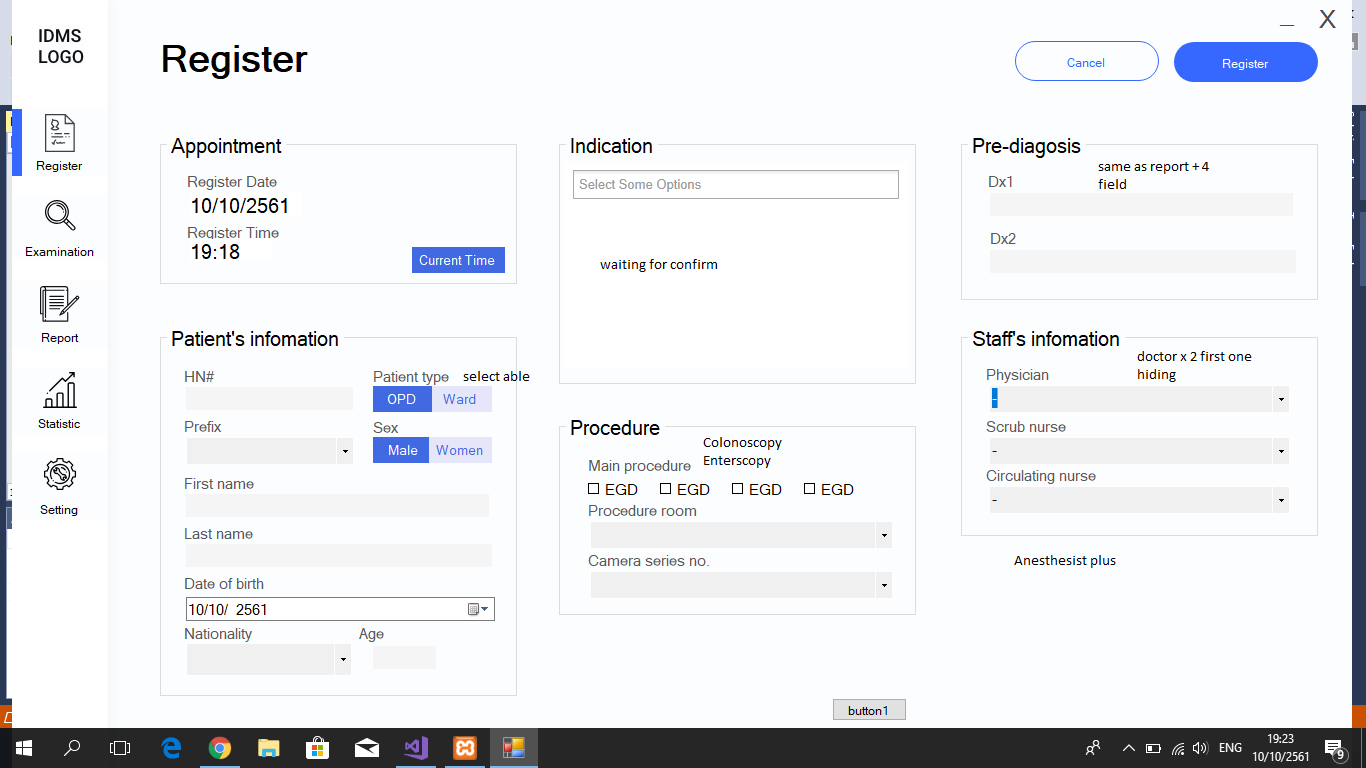 IDMS
LOGO
Register
Cancel
Register
Register
Examination
Report
Statistic
Setting
Appointment
Register Date
10/10/2561
Register Time
19:18
Current Time
Patient's infomation
HN#
Patient type
select able
OPD
Ward
Prefix
Sex
Male
Women
First name
Last name
Date of birth
10/10/ 2561
Nationality
Age
Indication
Select Some Options
waiting for confirm
Procedure
Colonoscopy
Enterscopy
Main procedure
EGD
EGD
EGD
EGD
Procedure room
Camera series no.
button1
Pre-diagosis
same as report + 4
field
Dx1
Dx2
Staff's infomation
doctor x 2 first one
hiding
Physician
-
Scrub nurse
-
Circulating nurse
-
Anesthesist plus
ENG
19:23
10/10/2561
9